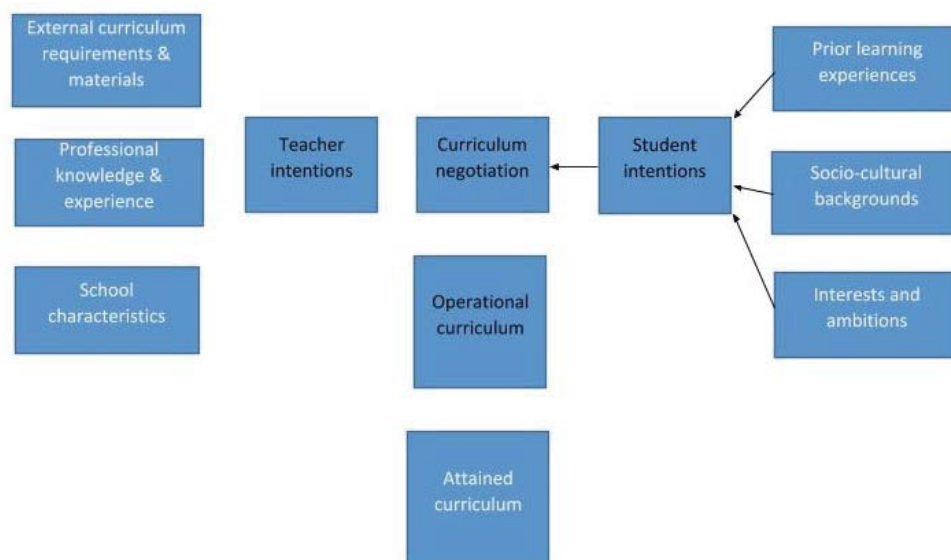 External curriculum
requirements &
materials
Professional
knowledge &
experience
School
characteristics
Teacher
intentions
Curriculum
negotiation
Operational
curriculum
Attained
curriculum
Student
intentions
Prior learning
experiences
Socio-cultural
backgrounds
Interests and
ambitions